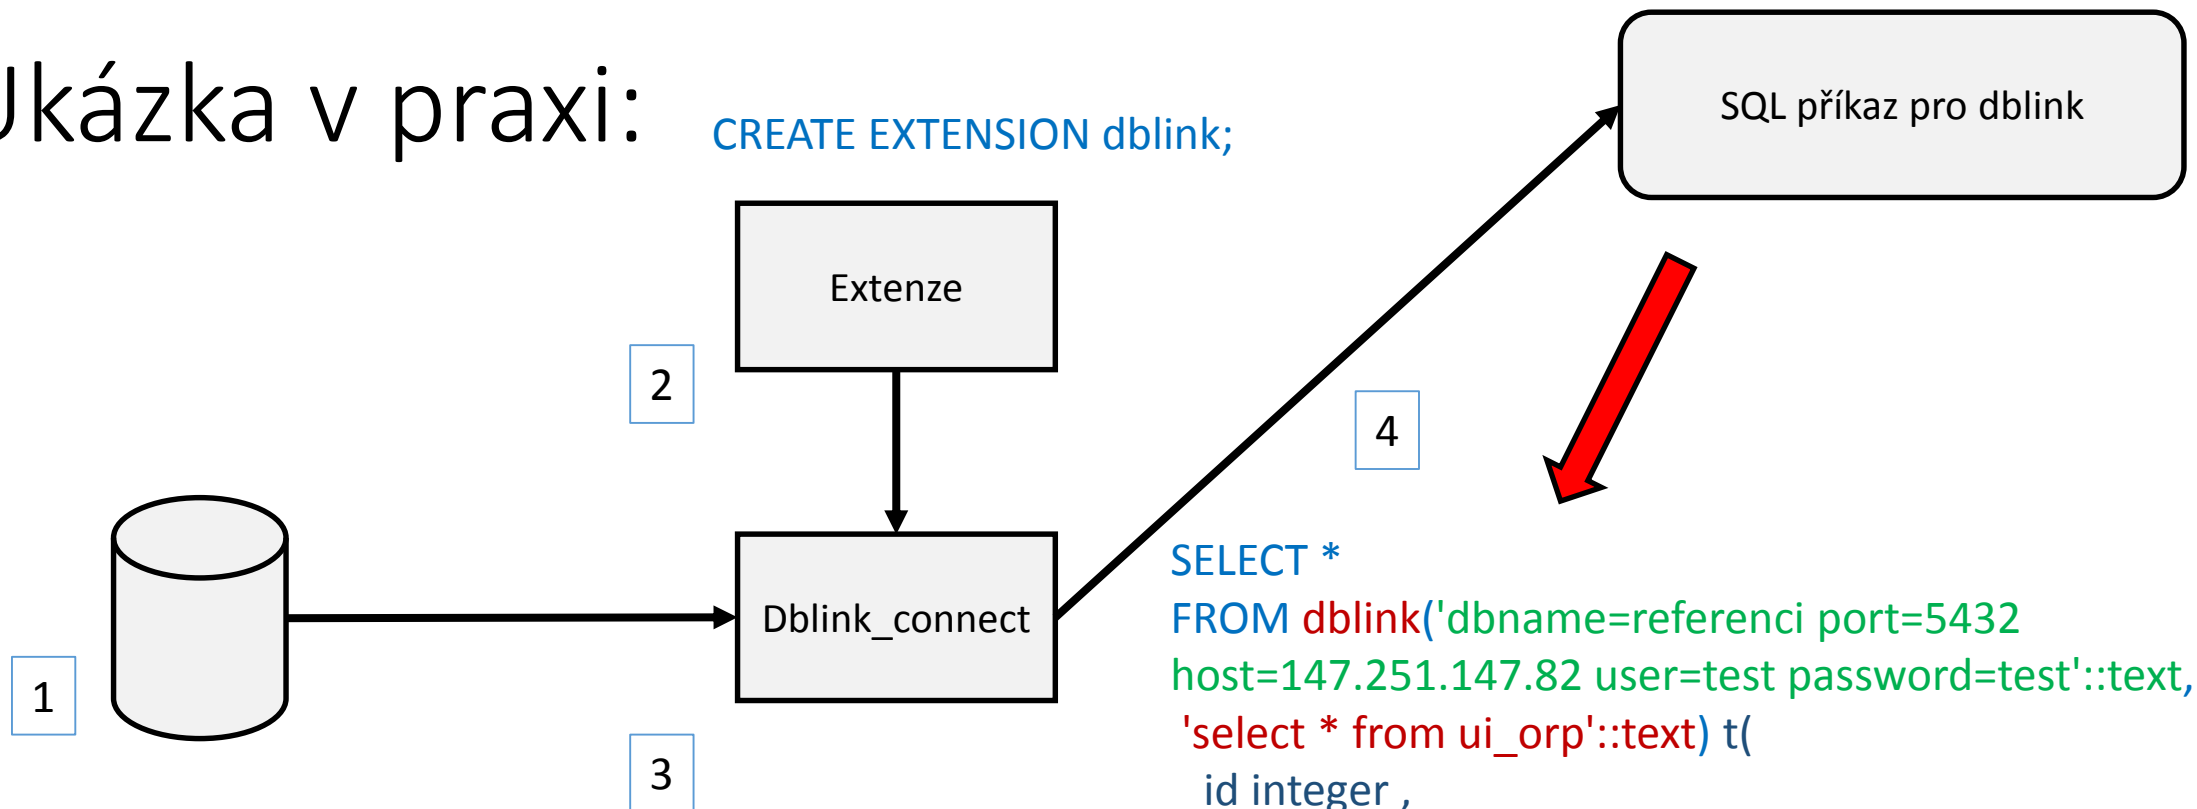 Ukázka v praxi:
CREATE EXTENSION dblink;
SQL příkaz pro dblink
Extenze
2
4
Dblink_connect
1
3
SELECT *
FROM dblink('dbname=referenci port=5432
host=147.251.147.82 user=test password=test'::text,
'select * from ui_orp'::text) t(
id integer ,